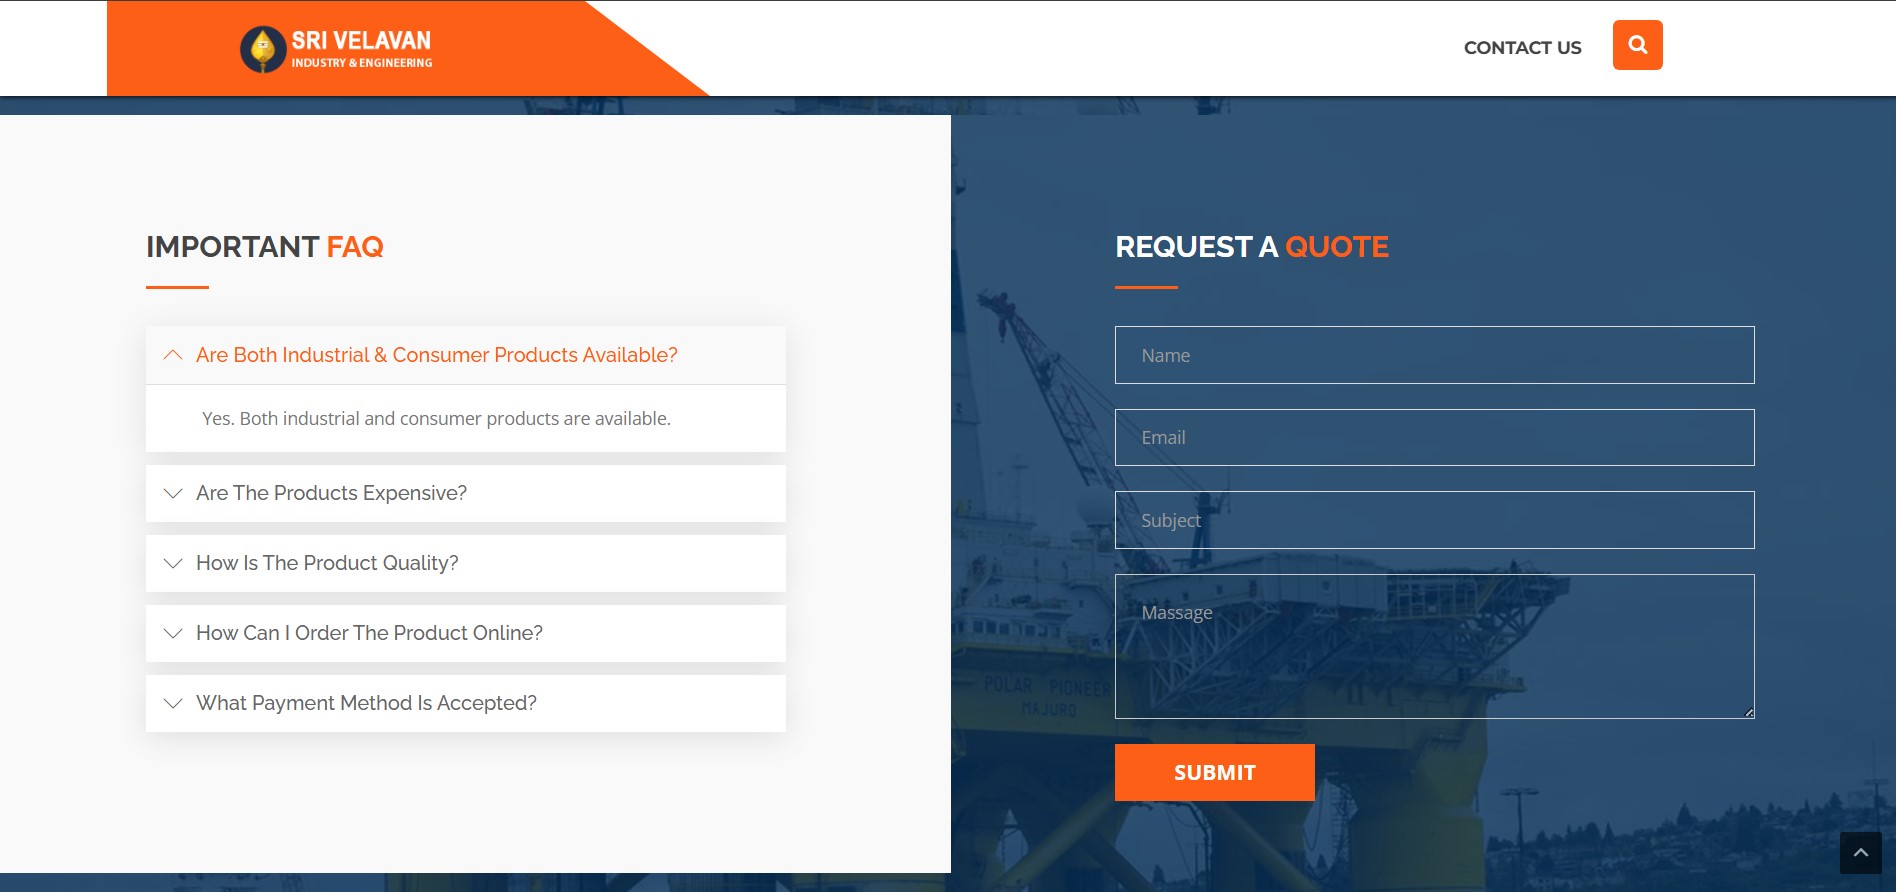 SRI VELAVAN
INDUSTRY & ENGINEERING
CONTACT US
IMPORTANT FAQ
Are Both Industrial & Consumer Products Available?
Yes. Both industrial and consumer products are available.
Are The Products Expensive?
How Is The Product Quality?
How Can I Order The Product Online?
What Payment Method Is Accepted?
REQUEST A QUOTE
Name
Email
Subject
Massage
POLAR PIONEER
MAJURO
SUBMIT